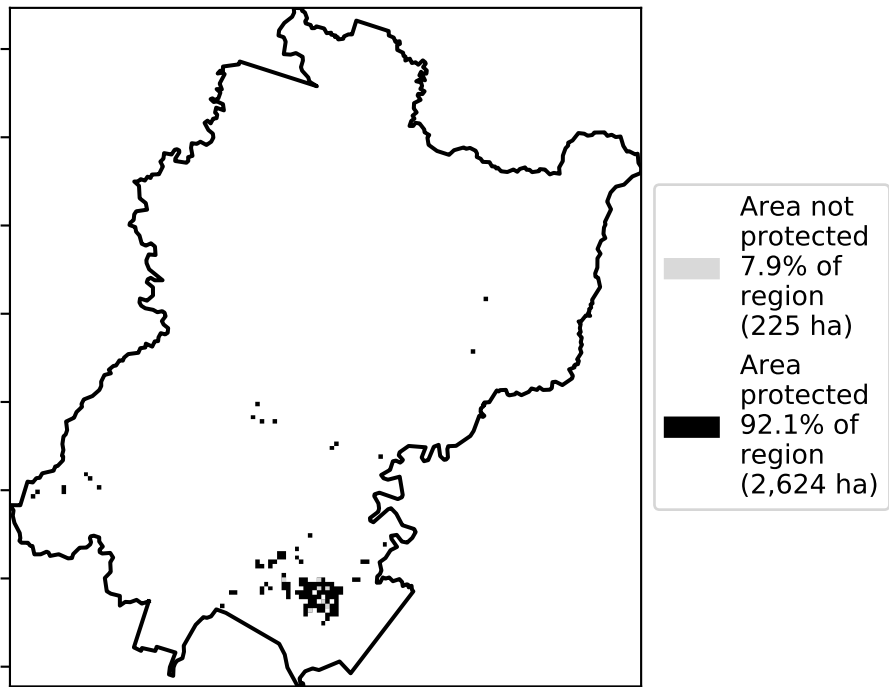 Area not
protected
7.9% of
region
(225 ha)
Area
protected
92.1% of
region
(2,624 ha)